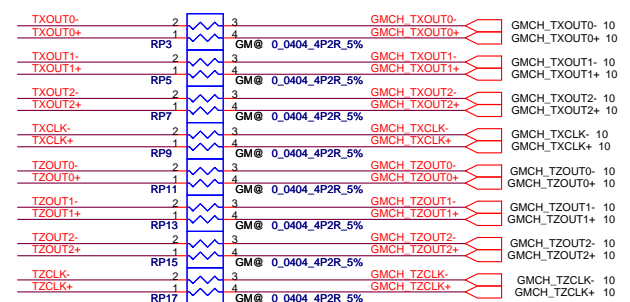 TXOUT0- 2 3 GMCH_TXOUT0- GMCH_TXOUT0- 10
TXOUT0+ 1 4 GMCH_TXOUT0+ GMCH_TXOUT0+ 10
RP3 GM@ 0_0404_4P2R_5%
TXOUT1- 2 3 GMCH_TXOUT1- GMCH_TXOUT1- 10
TXOUT1+ 1 4 GMCH_TXOUT1+ GMCH_TXOUT1+ 10
RP5 GM@ 0_0404_4P2R_5%
TXOUT2- 2 3 GMCH_TXOUT2- GMCH_TXOUT2- 10
TXOUT2+ 1 4 GMCH_TXOUT2+ GMCH_TXOUT2+ 10
RP7 GM@ 0_0404_4P2R_5%
TXCLK- 2 3 GMCH_TXCLK- GMCH_TXCLK- 10
TXCLK+ 1 4 GMCH_TXCLK+ GMCH_TXCLK+ 10
RP9 GM@ 0_0404_4P2R_5%
TZOUT0- 2 3 GMCH_TZOUT0- GMCH_TZOUT0- 10
TZOUT0+ 1 4 GMCH_TZOUT0+ GMCH_TZOUT0+ 10
RP11 GM@ 0_0404_4P2R_5%
TZOUT1- 2 3 GMCH_TZOUT1- GMCH_TZOUT1- 10
TZOUT1+ 1 4 GMCH_TZOUT1+ GMCH_TZOUT1+ 10
RP13 GM@ 0_0404_4P2R_5%
TZOUT2- 2 3 GMCH_TZOUT2- GMCH_TZOUT2- 10
TZOUT2+ 1 4 GMCH_TZOUT2+ GMCH_TZOUT2+ 10
RP15 GM@ 0_0404_4P2R_5%
TZCLK- 2 3 GMCH_TZCLK- GMCH_TZCLK- 10
TZCLK+ 1 4 GMCH_TZCLK+ GMCH_TZCLK+ 10
RP17 GM@ 0_0404_4P2R_5%